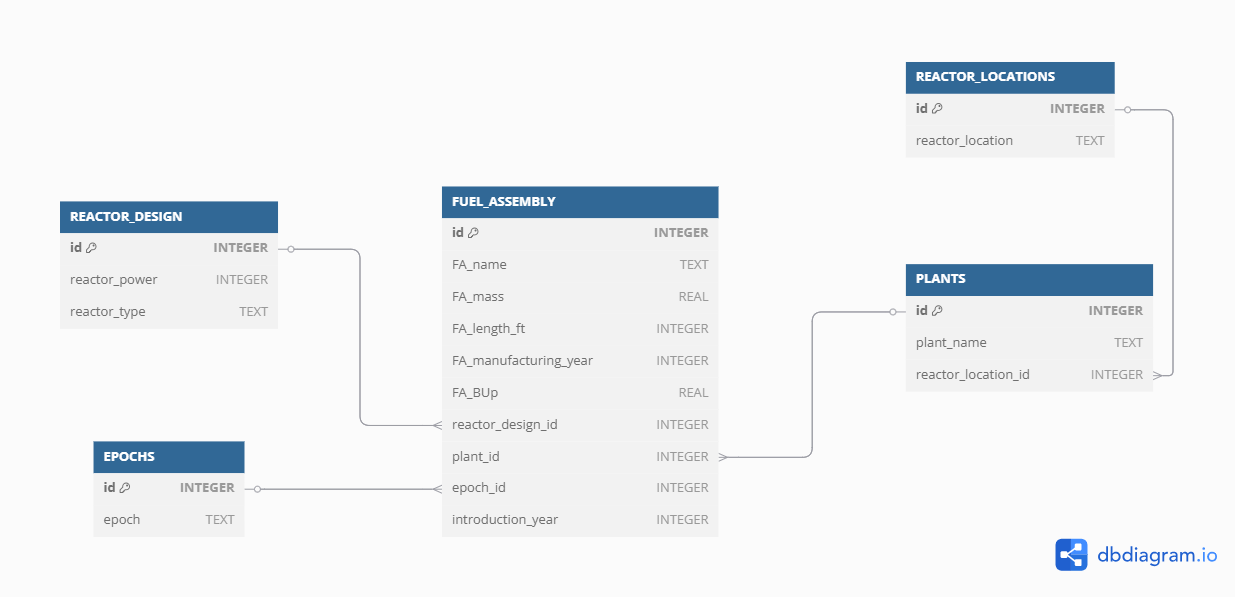 REACTOR_LOCATIONS
id INTEGER
reactor_location TEXT
REACTOR_DESIGN
id INTEGER
reactor_power INTEGER
reactor_type TEXT
FUEL_ASSEMBLY
id INTEGER
FA_name TEXT
FA_mass REAL
FA_length_ft INTEGER
FA_manufacturing_year INTEGER
FA_BUp REAL
reactor_design_id INTEGER
plant_id INTEGER
epoch_id INTEGER
introduction_year INTEGER
PLANTS
id INTEGER
plant_name TEXT
reactor_location_id INTEGER
EPOCHS
id INTEGER
epoch TEXT
dbdiagram.io